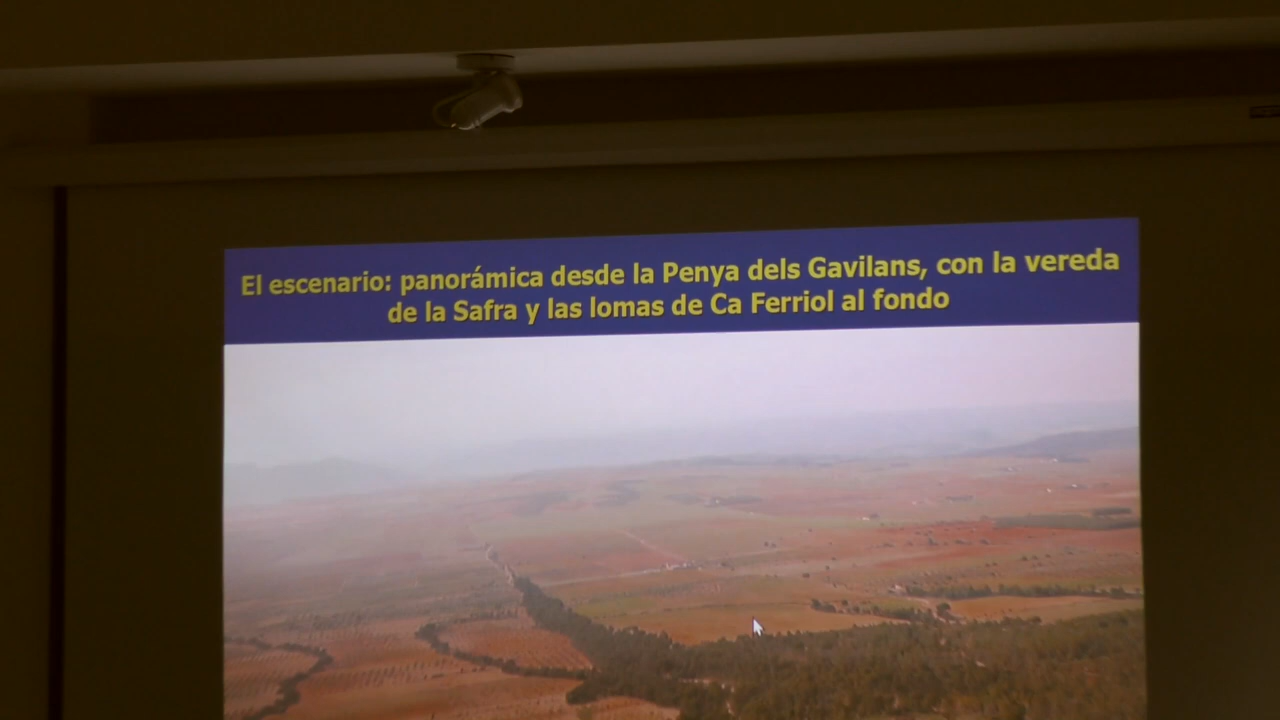 El escenario: panorámica desde la Penya dels Gavilans, con la vereda
de la Safra y las lomas de Ca Ferriol al fondo